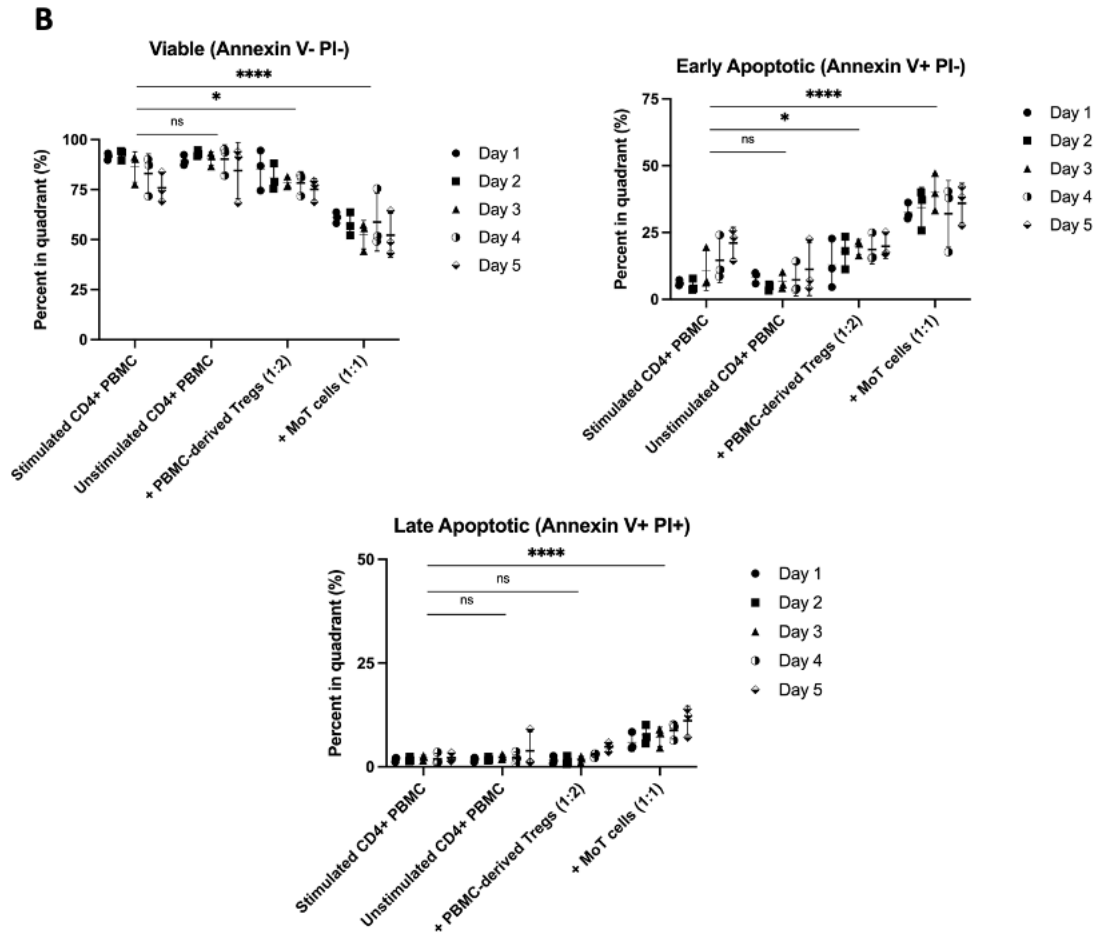 B
Viable (Annexin V- PI-)
****
*
ns
100
75
50
25
0
Percent in quadrant (%)
Stimulated CD4+ PBMC
Unstimulated CD4+ PBMC
+ PBMC-derived Tregs (1:2)
+ MoT cells (1:1)
Day 1
Day 2
Day 3
Day 4
Day 5
Early Apoptotic (Annexin V+ PI-)
****
*
ns
75
50
25
0
Percent in quadrant (%)
Stimulated CD4+ PBMC
Unstimulated CD4+ PBMC
+ PBMC-derived Tregs (1:2)
+ MoT cells (1:1)
Day 1
Day 2
Day 3
Day 4
Day 5
Late Apoptotic (Annexin V+ PI+)
****
ns
ns
50
25
0
Percent in quadrant (%)
Stimulated CD4+ PBMC
Unstimulated CD4+ PBMC
+ PBMC-derived Tregs (1:2)
+ MoT cells (1:1)
Day 1
Day 2
Day 3
Day 4
Day 5